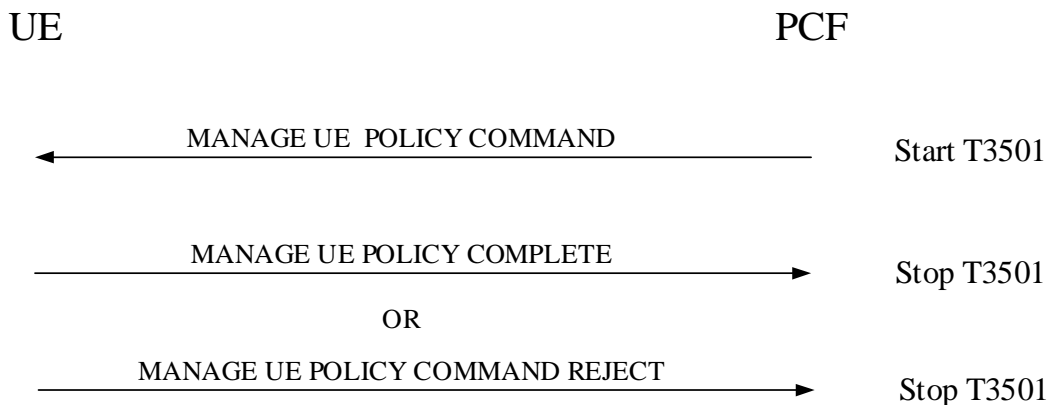 UE PCF
MANAGE UE POLICY COMMAND Start T3501
MANAGE UE POLICY COMPLETE Stop T3501
OR
MANAGE UE POLICY COMMAND REJECT Stop T3501